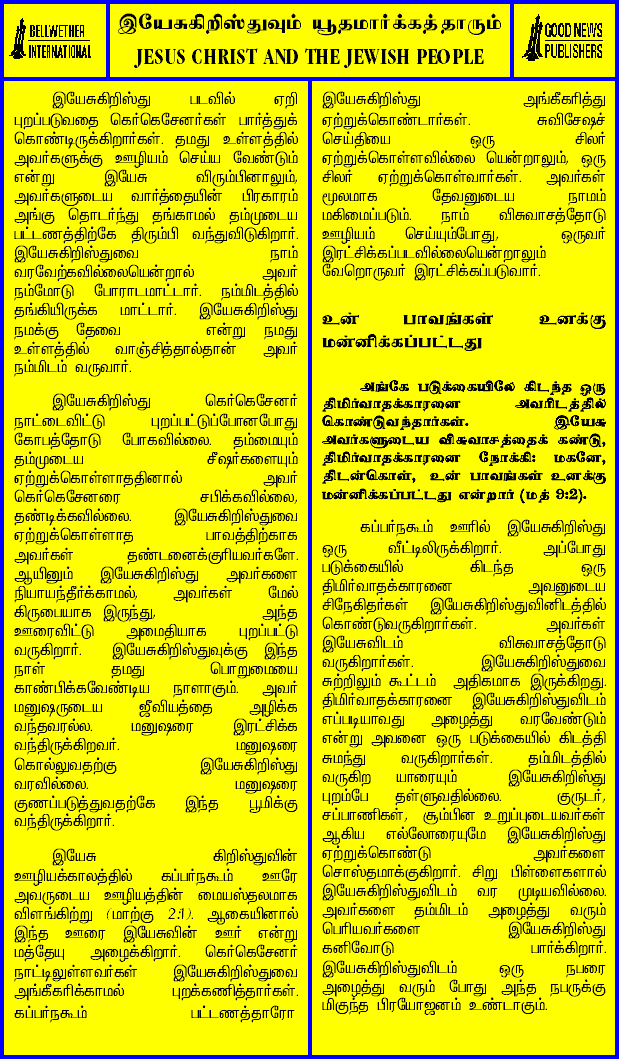 BELLWETHER
INTERNATIONAL
இயேசுகிறிஸ்துவும் யூதமார்க்கத்தாரும்
JESUS CHRIST AND THE JEWISH PEOPLE
GOOD NEWS
PUBLISHERS
இயேசுகிறிஸ்து படவில் ஏறி
புறப்படுவதை கெர்கெசேனர்கள் பார்த்துக்
கொண்டிருக்கிறார்கள். தமது உள்ளத்தில்
அவர்களுக்கு ஊழியம் செய்ய வேண்டும்
என்று இயேசு விரும்பினாலும்,
அவர்களுடைய வார்த்தையின் பிரகாரம்
அங்கு தொடர்ந்து தங்காமல் தம்முடைய
பட்டணத்திற்கே திரும்பி வந்துவிடுகிறார்.
இயேசுகிறிஸ்துவை நாம்
வரவேற்கவில்லையென்றால் அவர்
நம்மோடு போராடமாட்டார். நம்மிடத்தில்
தங்கியிருக்க மாட்டார். இயேசுகிறிஸ்து
நமக்கு தேவை என்று நமது
உள்ளத்தில் வாஞ்சித்தால்தான் அவர்
நம்மிடம் வருவார்.
இயேசுகிறிஸ்து கெர்கெசேனர்
நாட்டைவிட்டு புறப்பட்டுப்போனபோது
கோபத்தோடு போகவில்லை. தம்மையும்
தம்முடைய சீஷர்களையும்
ஏற்றுக்கொள்ளாததினால் அவர்
கெர்கெசேனரை சபிக்கவில்லை,
தண்டிக்கவில்லை. இயேசுகிறிஸ்துவை
ஏற்றுக்கொள்ளாத பாவத்திற்காக
அவர்கள் தண்டனைக்குரியவர்களே.
ஆயினும் இயேசுகிறிஸ்து அவர்களை
நியாயந்தீர்க்காமல், அவர்கள் மேல்
கிருபையாக இருந்து, அந்த
ஊரைவிட்டு அமைதியாக புறப்பட்டு
வருகிறார். இயேசுகிறிஸ்துவுக்கு இந்த
நாள் தமது பொறுமையை
காண்பிக்கவேண்டிய நாளாகும். அவர்
மனுஷருடைய ஜீவியத்தை அழிக்க
வந்தவரல்ல. மனுஷரை இரட்சிக்க
வந்திருக்கிறவர். மனுஷரை
கொல்லுவதற்கு இயேசுகிறிஸ்து
வரவில்லை. மனுஷரை
குணப்படுத்துவதற்கே இந்த பூமிக்கு
வந்திருக்கிறார்.
இயேசு கிறிஸ்துவின்
ஊழியக்காலத்தில் கப்பர்நகூம் ஊரே
அவருடைய ஊழியத்தின் மையஸ்தலமாக
விளங்கிற்று (மாற்கு 2:1). ஆகையினால்
இந்த ஊரை இயேசுவின் ஊர் என்று
மத்தேயு அழைக்கிறார். கெர்கெசேனர்
நாட்டிலுள்ளவர்கள் இயேசுகிறிஸ்துவை
அங்கீகரிக்காமல் புறக்கணித்தார்கள்.
கப்பர்நகூம் பட்டணத்தாரோ
இயேசுகிறிஸ்து அங்கீகரித்து
ஏற்றுக்கொண்டார்கள். சுவிசேஷச்
செய்தியை ஒரு சிலர்
ஏற்றுக்கொள்ளவில்லை யென்றாலும், ஒரு
சிலர் ஏற்றுக்கொள்வார்கள். அவர்கள்
மூலமாக தேவனுடைய நாமம்
மகிமைப்படும். நாம் விசுவாசத்தோடு
ஊழியம் செய்யும்போது, ஒருவர்
இரட்சிக்கப்படவில்லையென்றாலும்
வேறொருவர் இரட்சிக்கப்படுவார்.
உன் பாவங்கள் உனக்கு
மன்னிக்கப்பட்டது
அங்கே படுக்கையிலே கிடந்த ஒரு
திமிர்வாதக்காரனை அவரிடத்தில்
கொண்டுவந்தார்கள். இயேசு
அவர்களுடைய விசுவாசத்தைக் கண்டு,
திமிர்வாதக்காரனை நோக்கி: மகனே,
திடன்கொள், உன் பாவங்கள் உனக்கு
மன்னிக்கப்பட்டது என்றார் (மத் 9:2).
கப்பர்நகூம் ஊரில் இயேசுகிறிஸ்து
ஒரு வீட்டிலிருக்கிறார். அப்போது
படுக்கையில் கிடந்த ஒரு
திமிர்வாதக்காரனை அவனுடைய
சிநேகிதர்கள் இயேசுகிறிஸ்துவினிடத்தில்
கொண்டுவருகிறார்கள். அவர்கள்
இயேசுவிடம் விசுவாசத்தோடு
வருகிறார்கள். இயேசுகிறிஸ்துவை
சுற்றிலும் கூட்டம் அதிகமாக இருக்கிறது.
திமிர்வாதக்காரனை இயேசுகிறிஸ்துவிடம்
எப்படியாவது அழைத்து வரவேண்டும்
என்று அவனை ஒரு படுக்கையில் கிடத்தி
சுமந்து வருகிறார்கள். தம்மிடத்தில்
வருகிற யாரையும் இயேசுகிறிஸ்து
புறம்பே தள்ளுவதில்லை. குருடர்,
சப்பாணிகள், சூம்பின உறுப்புடையவர்கள்
ஆகிய எல்லோரையுமே இயேசுகிறிஸ்து
ஏற்றுக்கொண்டு அவர்களை
சொஸ்தமாக்குகிறார். சிறு பிள்ளைகளால்
இயேசுகிறிஸ்துவிடம் வர முடியவில்லை.
அவர்களை தம்மிடம் அழைத்து வரும்
பெரியவர்களை இயேசுகிறிஸ்து
கனிவோடு பார்க்கிறார்.
இயேசுகிறிஸ்துவிடம் ஒரு நபரை
அழைத்து வரும் போது அந்த நபருக்கு
மிகுந்த பிரயோஜனம் உண்டாகும்.